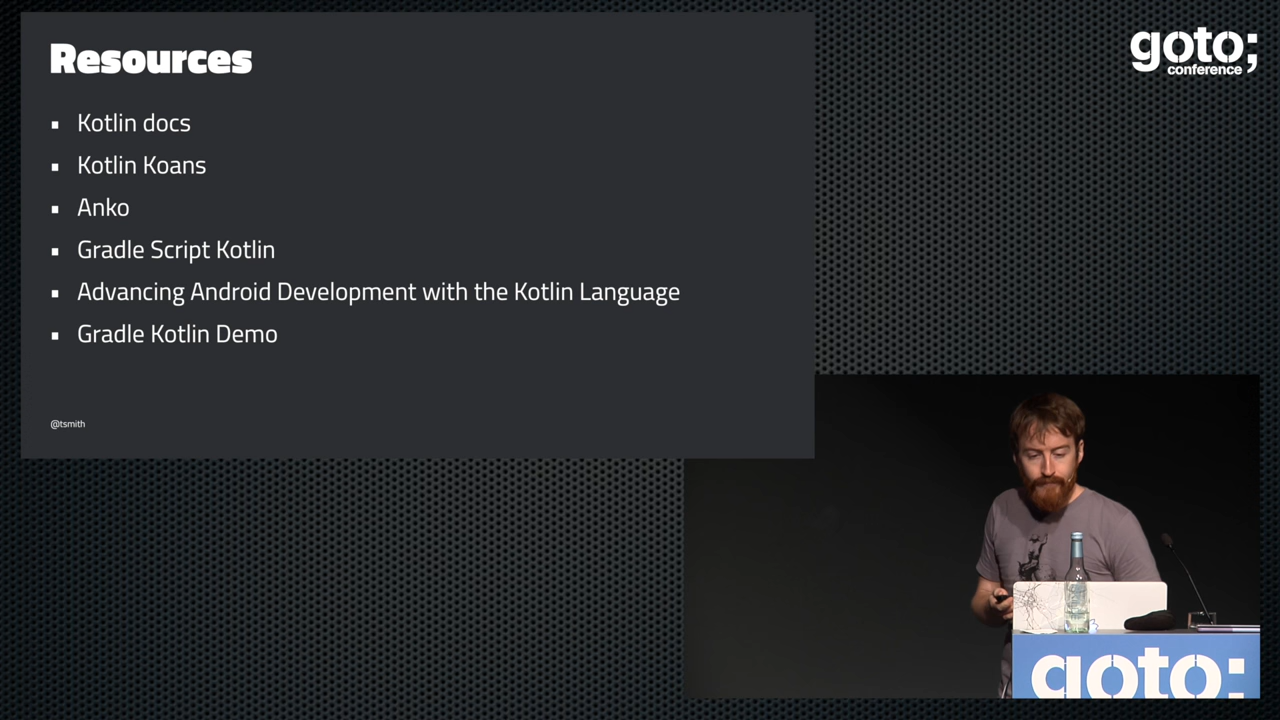 Resources
Kotlin docs
Kotlin Koans
Anko
Gradle Script Kotlin
Advancing Android Development with the Kotlin Language
Gradle Kotlin Demo
@tsmith
goto;
conference
goto;